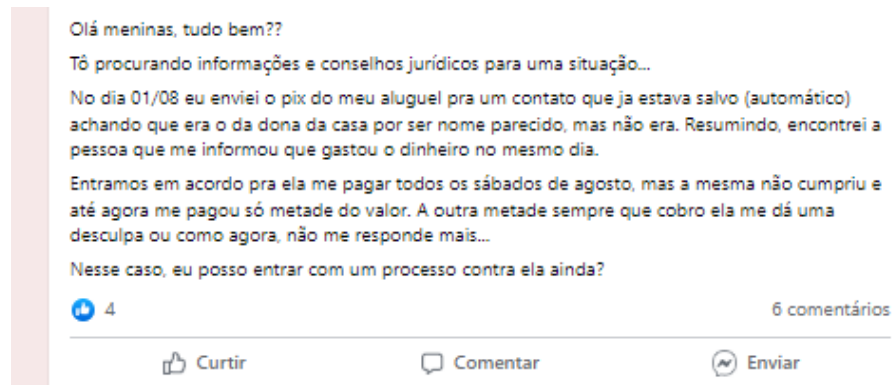 Olá meninas, tudo bem??
Tô procurando informações e conselhos jurídicos para uma situação...
No dia 01/08 eu enviei o pix do meu aluguel pra um contato que ja estava salvo (automático)
achando que era o da dona da casa por ser nome parecido, mas não era. Resumindo, encontrei a
pessoa que me informou que gastou o dinheiro no mesmo dia.
Entramos em acordo pra ela me pagar todos os sábados de agosto, mas a mesma não cumpriu e
até agora me pagou só metade do valor. A outra metade sempre que cobro ela me dá uma
desculpa ou como agora, não me responde mais...
Nesse caso, eu posso entrar com um processo contra ela ainda?
4 6 comentários
Curtir Comentar Enviar